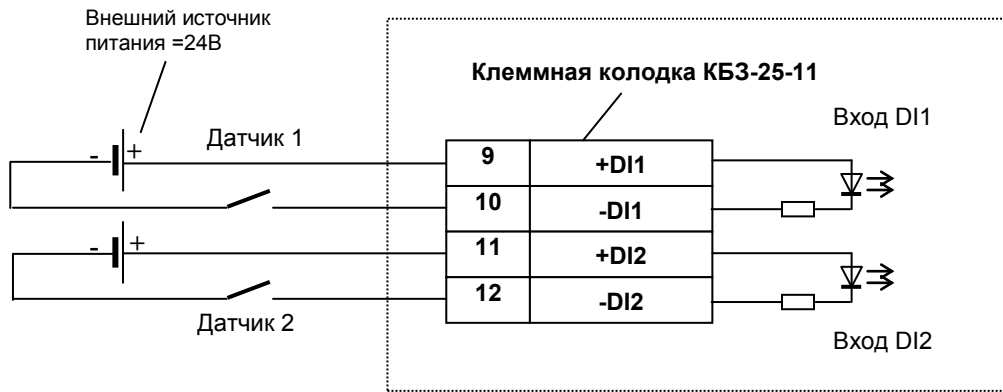 Внешний источник
питания =24В
Клеммная колодка КБЗ-25-11
Датчик 1
Вход DI1
- +
9 +DI1
10 -DI1
- +
11 +DI2
12 -DI2
Датчик 2
Вход DI2